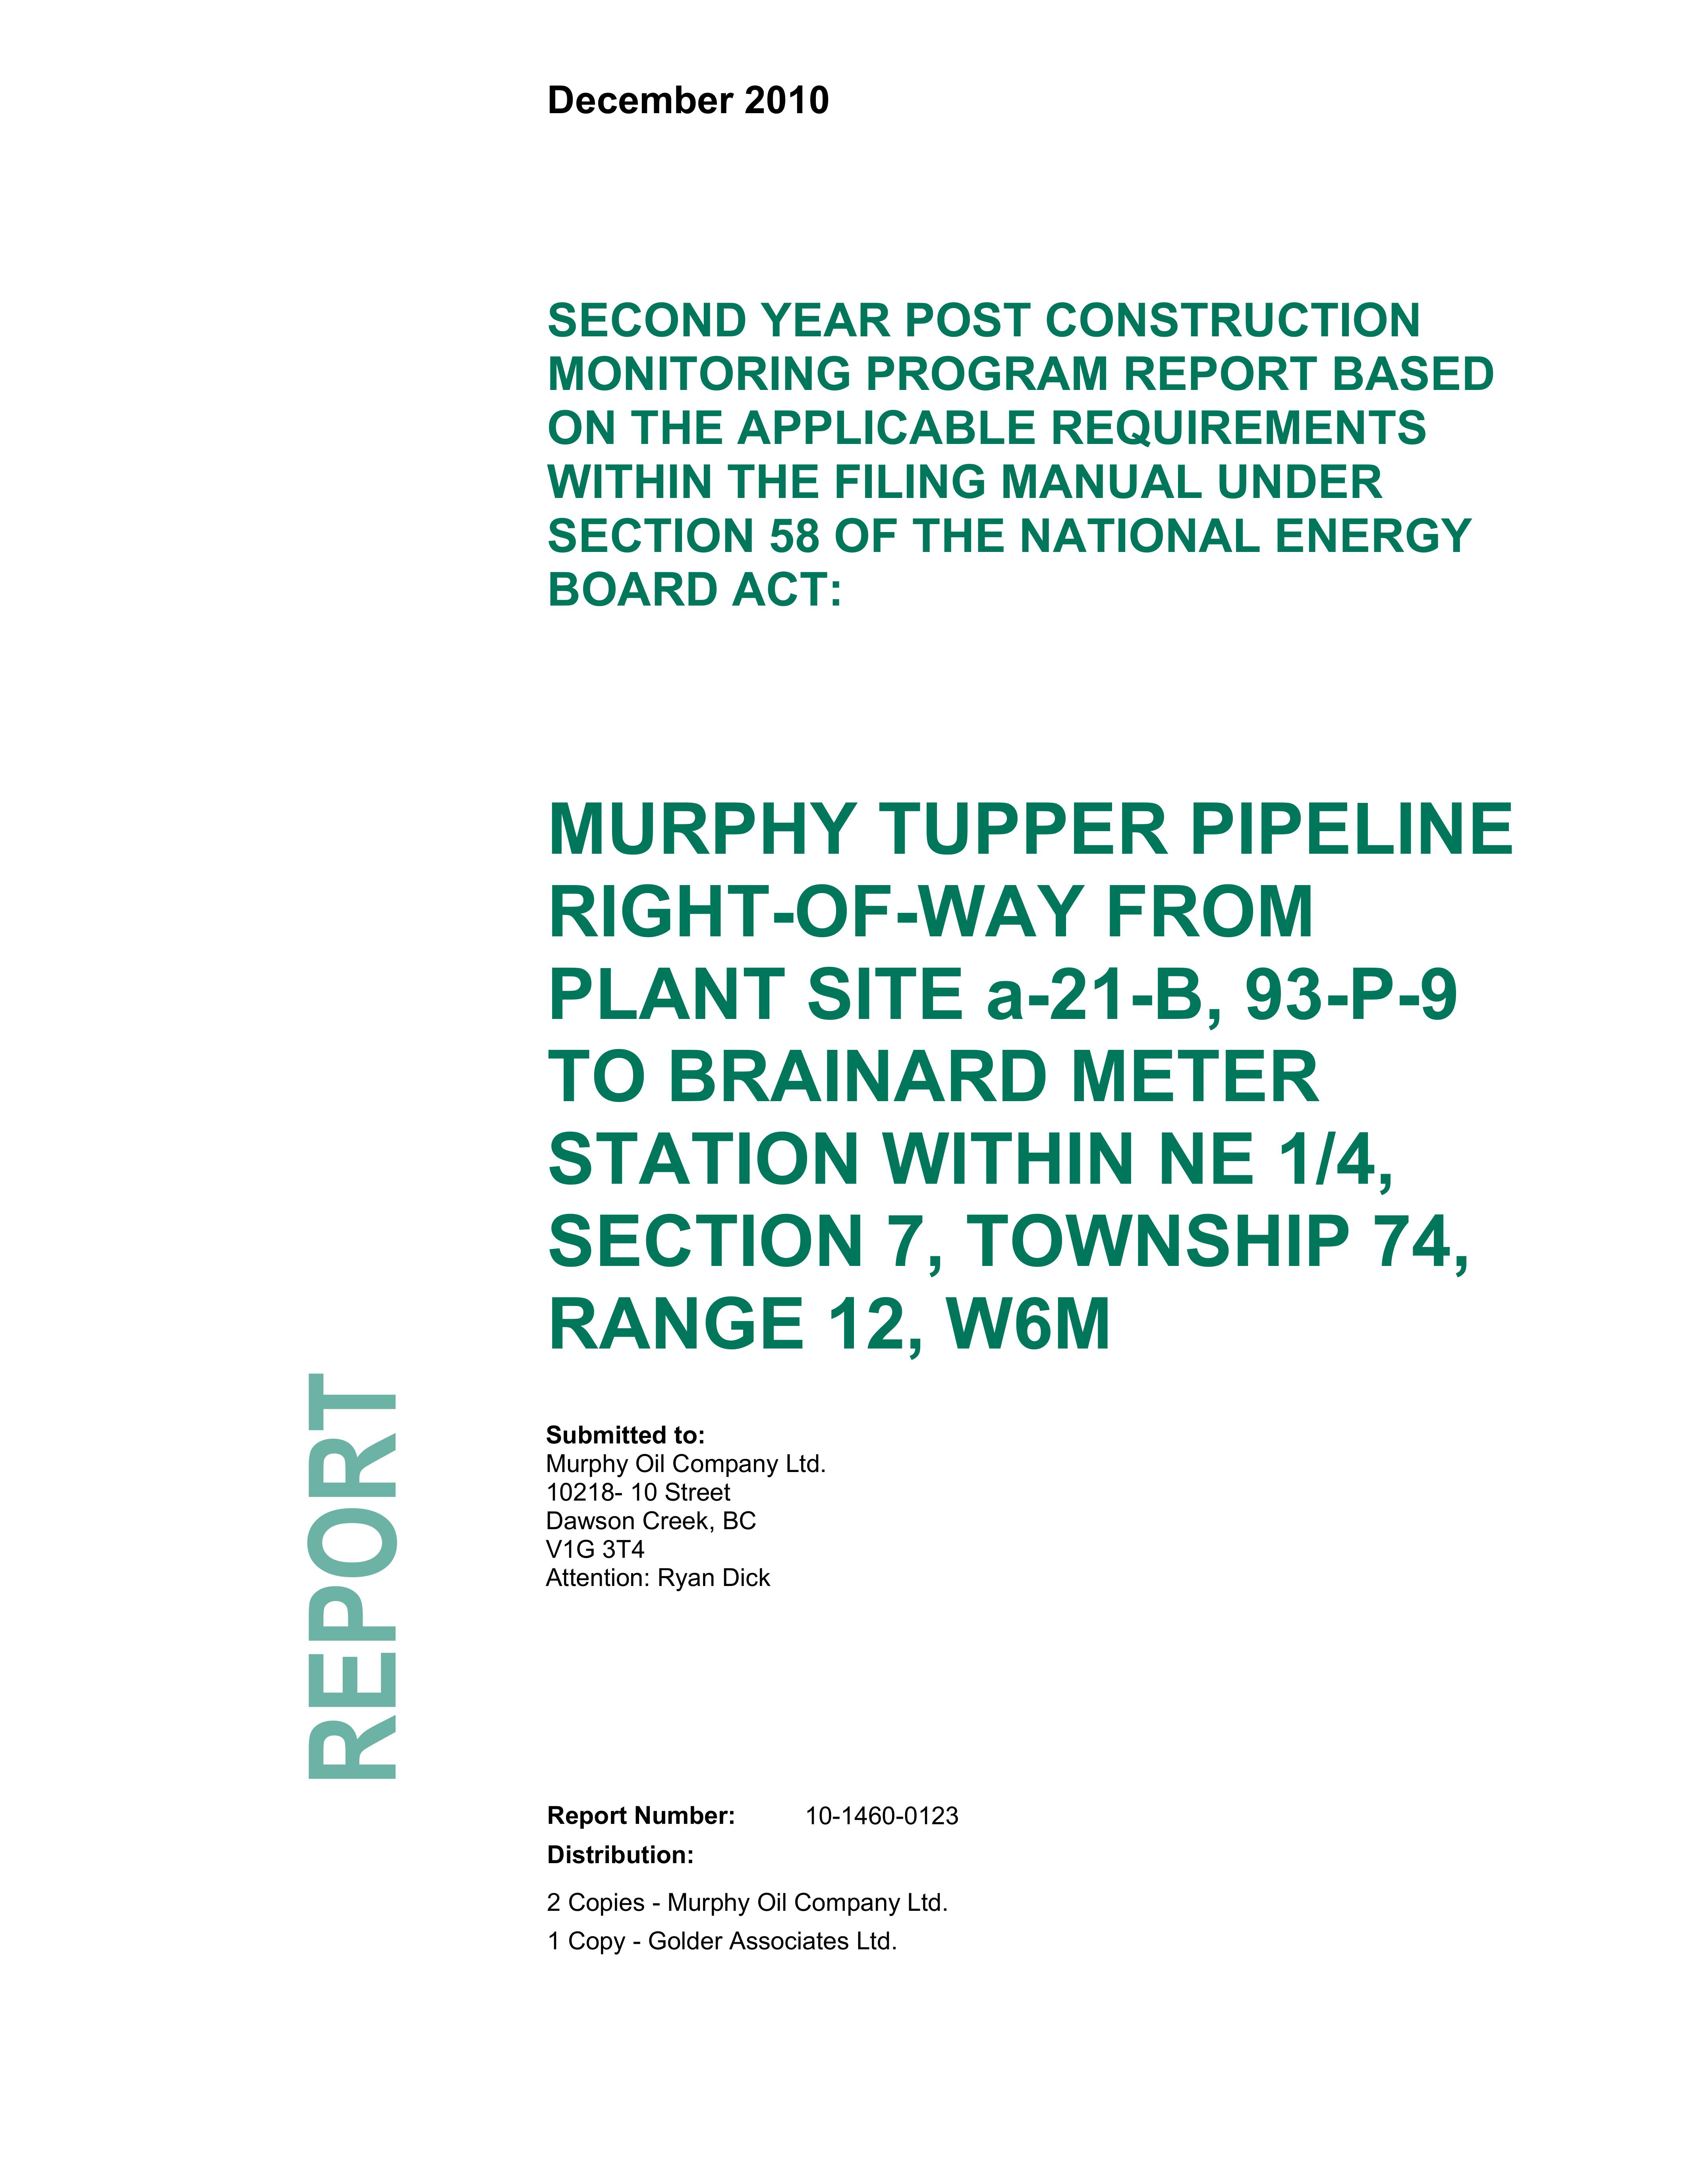 December 2010
SECOND YEAR POST CONSTRUCTION
MONITORING PROGRAM REPORT BASED
ON THE APPLICABLE REQUIREMENTS
WITHIN THE FILING MANUAL UNDER
SECTION 58 OF THE NATIONAL ENERGY
BOARD ACT:
MURPHY TUPPER PIPELINE
RIGHT-OF-WAY FROM
PLANT SITE a-21-B, 93-P-9
TO BRAINARD METER
STATION WITHIN NE 1/4,
SECTION 7, TOWNSHIP 74,
RANGE 12, W6M
REPORT
Submitted to:
Murphy Oil Company Ltd.
10218- 10 Street
Dawson Creek, BC
V1G 3T4
Attention: Ryan Dick
Report Number: 10-1460-0123
Distribution:
2 Copies - Murphy Oil Company Ltd.
1 Copy - Golder Associates Ltd.